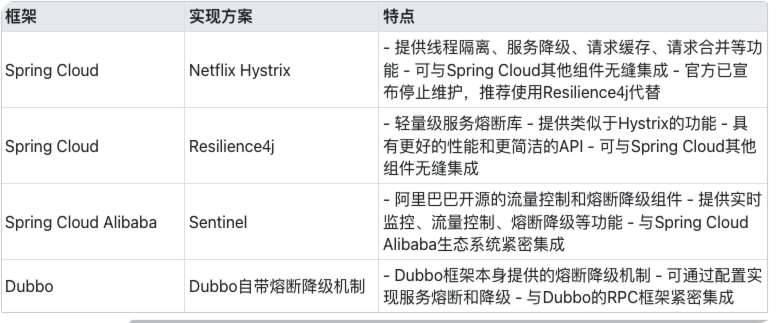 框架 实现方案 特点
- 提供线程隔离、服务降级、请求缓存、请求合并等功
Spring Cloud Netflix Hystrix 能 - 可与Spring Cloud其他组件无缝集成 - 官方已宣
布停止维护，推荐使用Resilience4j代替
- 轻量级服务熔断库 - 提供类似于Hystrix的功能 - 具
Spring Cloud Resilience4j 有更好的性能和更简洁的API - 可与Spring Cloud其他
组件无缝集成
- 阿里巴巴开源的流量控制和熔断降级组件 - 提供实时
Spring Cloud Alibaba Sentinel 监控、流量控制、熔断降级等功能 - 与Spring Cloud
Alibaba生态系统紧密集成
- Dubbo框架本身提供的熔断降级机制 - 可通过配置实
Dubbo Dubbo自带熔断降级机制 现服务熔断和降级 - 与Dubbo的RPC框架紧密集成